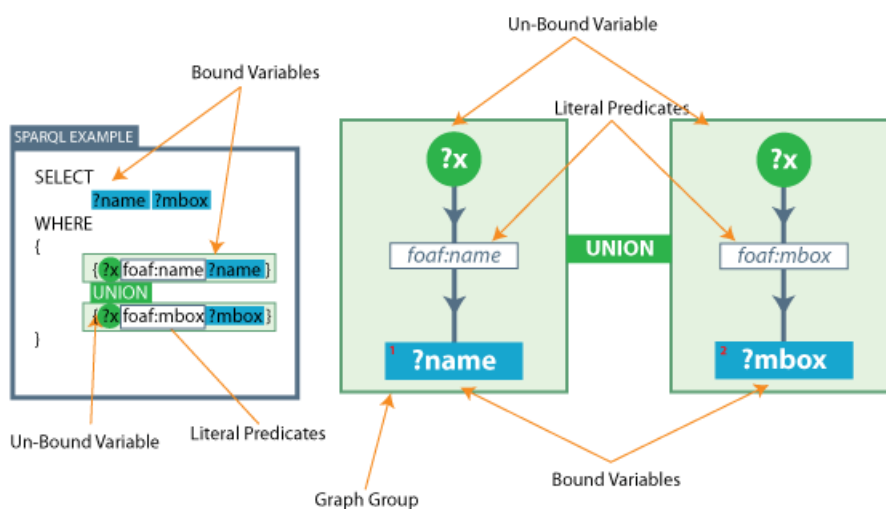 Un-Bound Variable
Bound Variables
Literal Predicates
SPARQL EXAMPLE
SELECT
?name ?mbox
WHERE
{
{?x foaf:name ?name}
UNION
{?x foaf:mbox ?mbox}
}
Un-Bound Variable
Literal Predicates
?x
foaf:name
1 ?name
UNION
?x
foaf:mbox
2 ?mbox
Graph Group
Bound Variables